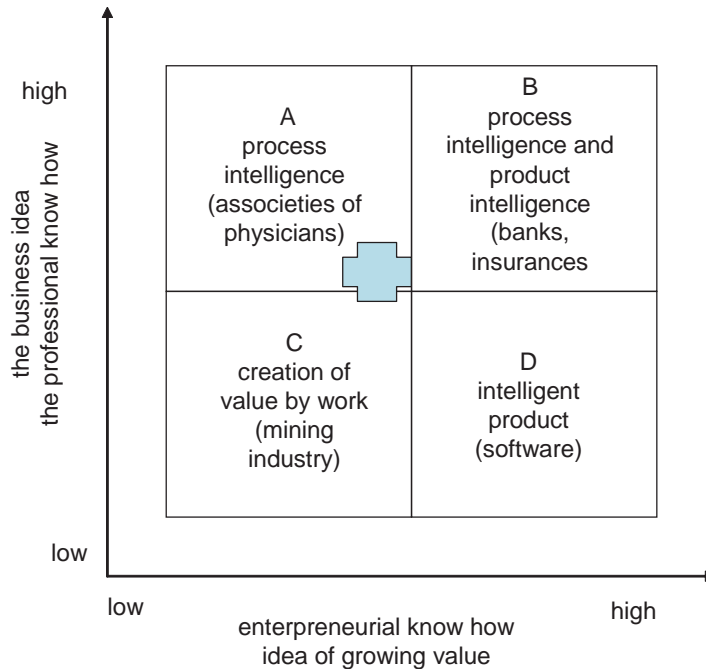 high
the business idea
the professional know how
A
process
intelligence
(associeties of
physicians)
B
process
intelligence and
product
intelligence
(banks,
insurances
C
creation of
value by work
(mining
industry)
D
intelligent
product
(software)
low
low
high
enterpreneurial know how
idea of growing value